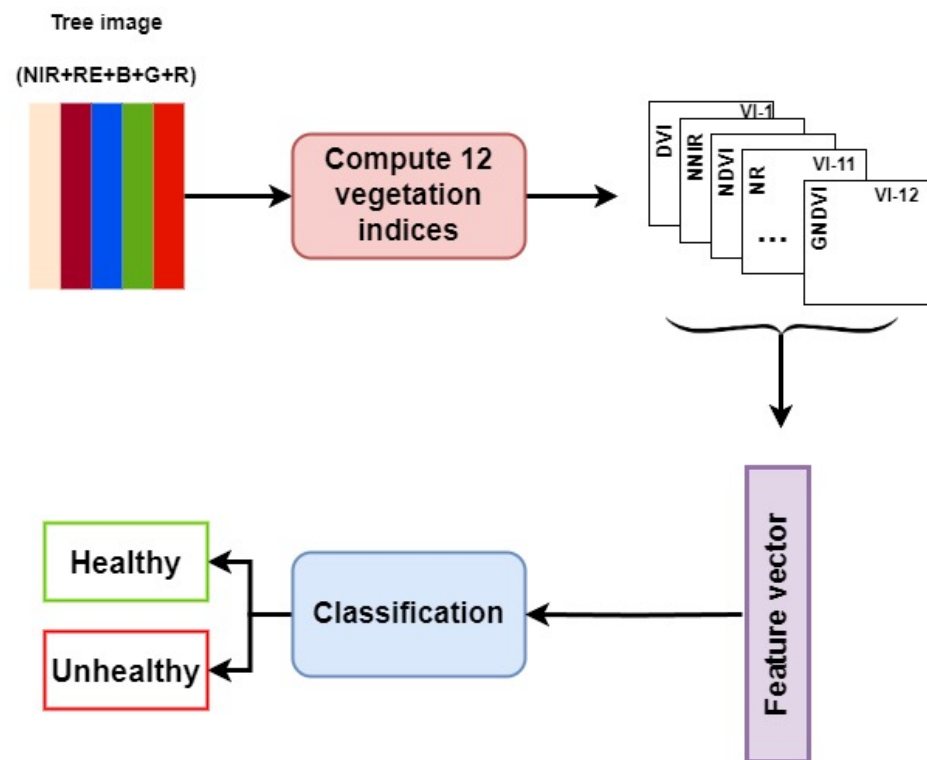 Tree image
(NIR+RE+B+G+R)
Compute 12
vegetation
indices
DVI
VI-1
NNIR
NDVI
NR
VI-11
...
GNDVI
VI-12
Feature vector
Classification
Healthy
Unhealthy